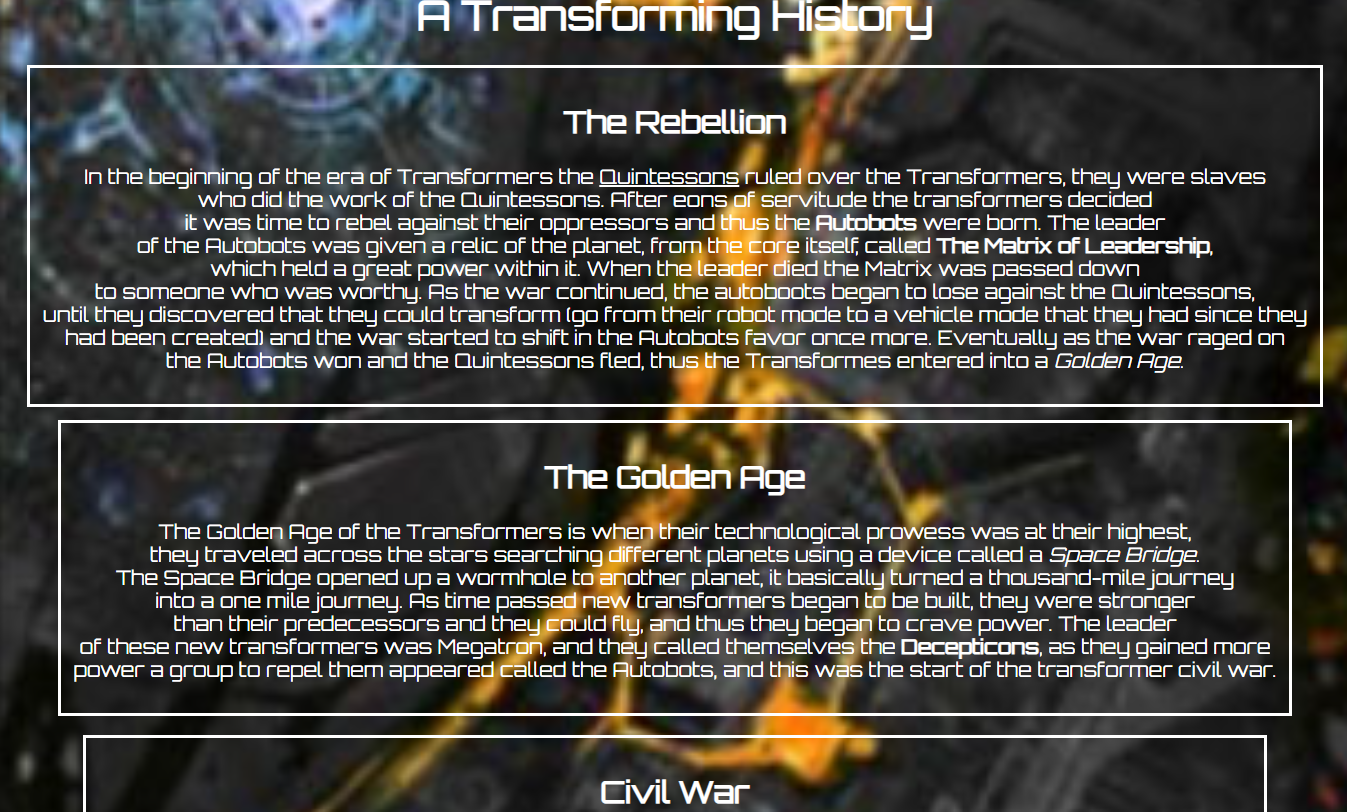 A Transforming History
The Rebellion
In the beginning of the era of Transformers the Quintessons ruled over the Transformers, they were slaves
who did the work of the Quintessons. After eons of servitude the transformers decided
it was time to rebel against their oppressors and thus the Autobots were born. The leader
of the Autobots was given a relic of the planet, from the core itself, called The Matrix of Leadership,
which held a great power within it. When the leader died the Matrix was passed down
to someone who was worthy. As the war continued, the autoboots began to lose against the Quintessons,
until they discovered that they could transform (go from their robot mode to a vehicle mode that they had since they
had been created) and the war started to shift in the Autobots favor once more. Eventually as the war raged on
the Autobots won and the Quintessons fled, thus the Transformes entered into a Golden Age.
The Golden Age
The Golden Age of the Transformers is when their technological prowess was at their highest,
they traveled across the stars searching different planets using a device called a Space Bridge.
The Space Bridge opened up a wormhole to another planet, it basically turned a thousand-mile journey
into a one mile journey. As time passed new transformers began to be built, they were stronger
than their predecessors and they could fly, and thus they began to crave power. The leader
of these new transformers was Megatron, and they called themselves the Decepticons, as they gained more
power a group to repel them appeared called the Autobots, and this was the start of the transformer civil war.
Civil War